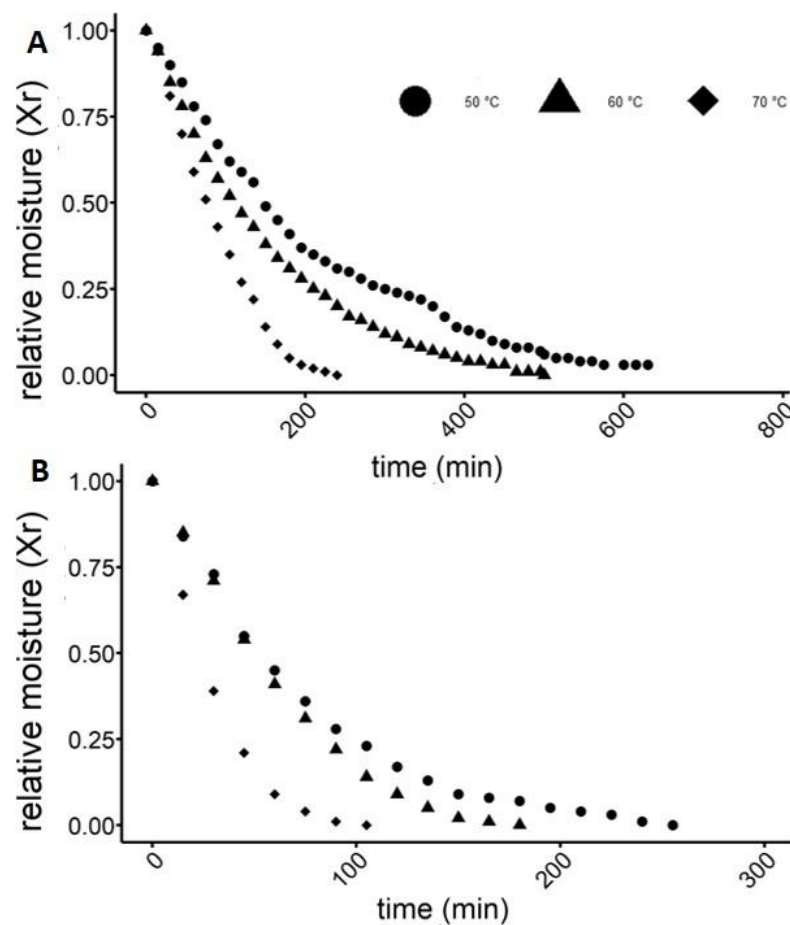 A
relative moisture (Xr)
1.00
0.75
0.50
0.25
0.00
50 °C 60 °C 70 °C
0 200 400 600 800
time (min)
B
relative moisture (Xr)
1.00
0.75
0.50
0.25
0.00
0 100 200 300
time (min)